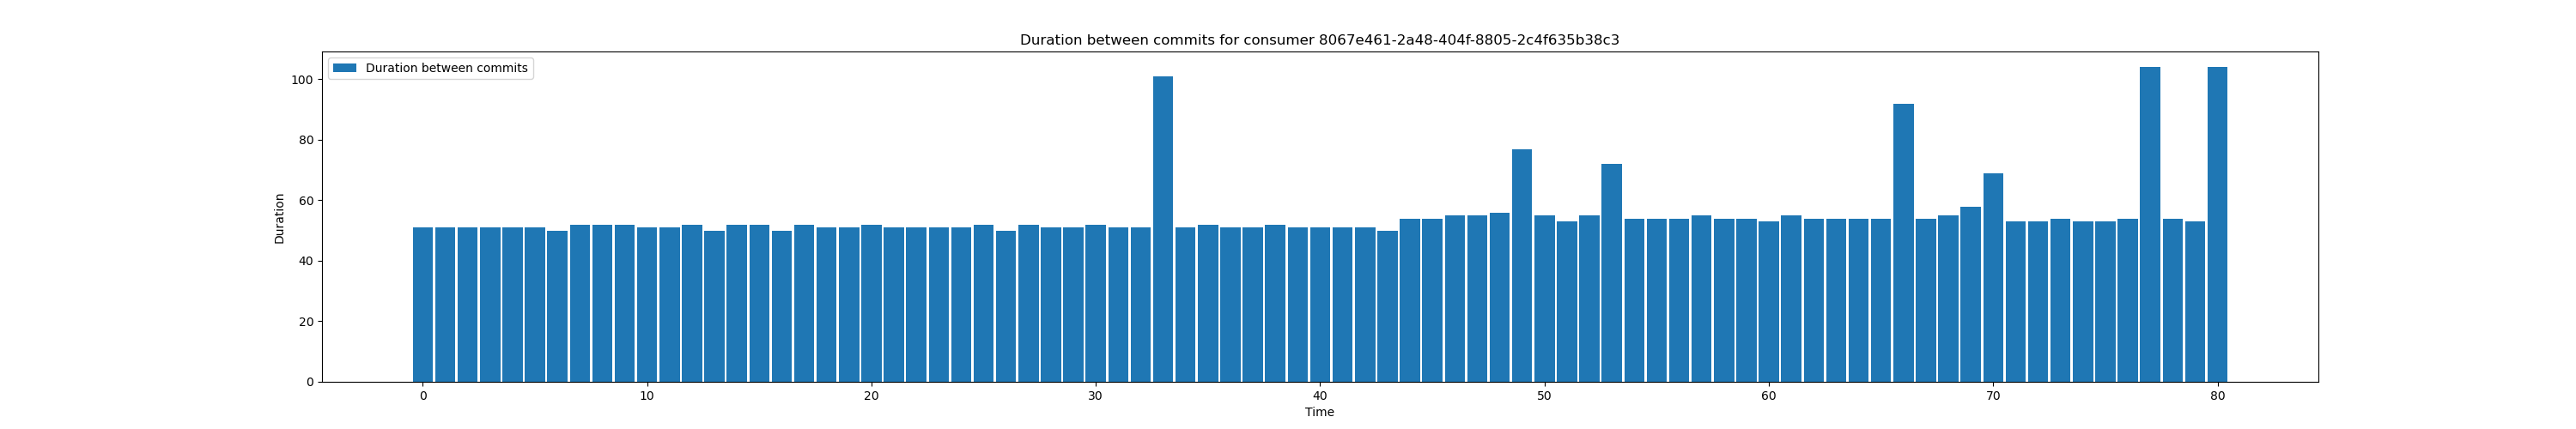 Duration between commits for consumer 8067e461-2a48-404f-8805-2c4f635b38c3
Duration between commits
100
80
60
40
20
0
Duration
0 10 20 30 40 50 60 70 80
Time